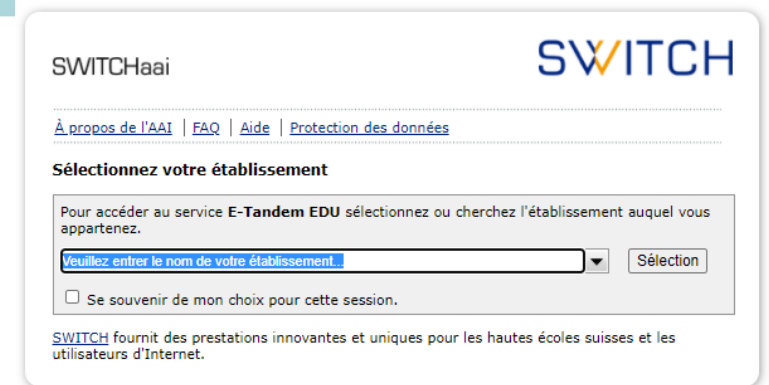 SWITCHaai
SWITCH
À propos de l'AAI | FAQ | Aide | Protection des données
Sélectionnez votre établissement
Pour accéder au service E-Tandem EDU sélectionnez ou cherchez l'établissement auquel vous
appartenez.
Veuillez entrer le nom de votre établissement...
Sélection
Se souvenir de mon choix pour cette session.
SWITCH fournit des prestations innovantes et uniques pour les hautes écoles suisses et les
utilisateurs d'Internet.